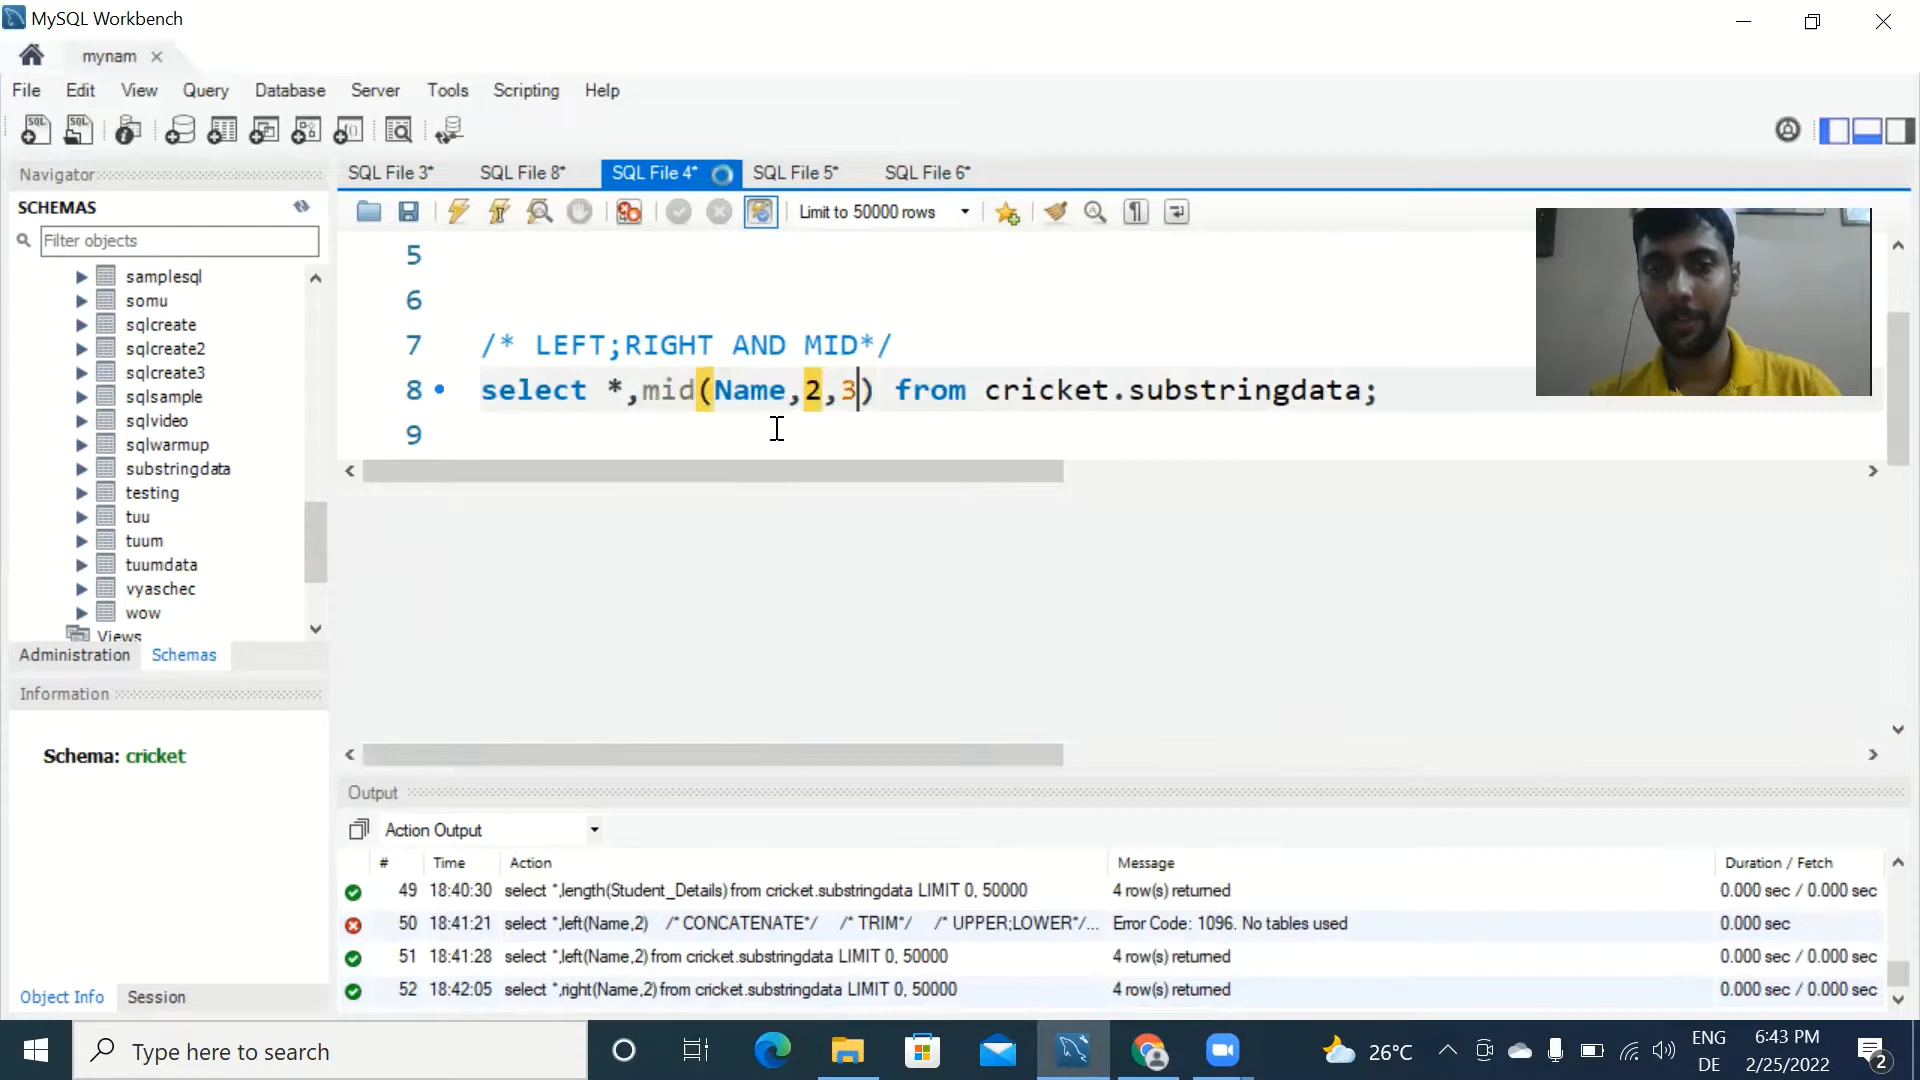 MySQL Workbench
mynam
File Edit View Query Database Server Tools Scripting Help
SQL SQL
Navigator
SCHEMAS
Filter objects
samplesql
somu
sqlcreate
sqlcreate2
sqlcreate3
sqlsample
sqlvideo
sqlwarmup
substringdata
testing
tuu
tuum
tuumdata
vyaschec
wow
Views
Administration Schemas
Information
Schema: cricket
Object Info Session
SQL File 3* SQL File 8* SQL File 4* SQL File 5* SQL File 6*
Limit to 50000 rows
5
6
7 /* LEFT;RIGHT AND MID*/
8 select *,mid(Name,2,3) from cricket.substringdata;
9
Output
Action Output
# Time Action Message Duration / Fetch
49 18:40:30 select *,length(Student_Details) from cricket.substringdata LIMIT 0, 50000 4 row(s) returned 0.000 sec / 0.000 sec
50 18:41:21 select *,left(Name,2) /* CONCATENATE*/ /* TRIM*/ /* UPPER;LOWER*/... Error Code: 1096. No tables used 0.000 sec
51 18:41:28 select *,left(Name,2) from cricket.substringdata LIMIT 0, 50000 4 row(s) returned 0.000 sec / 0.000 sec
52 18:42:05 select *,right(Name,2) from cricket.substringdata LIMIT 0, 50000 4 row(s) returned 0.000 sec / 0.000 sec
Type here to search
26°C
ENG
DE
6:43 PM
2/25/2022
2